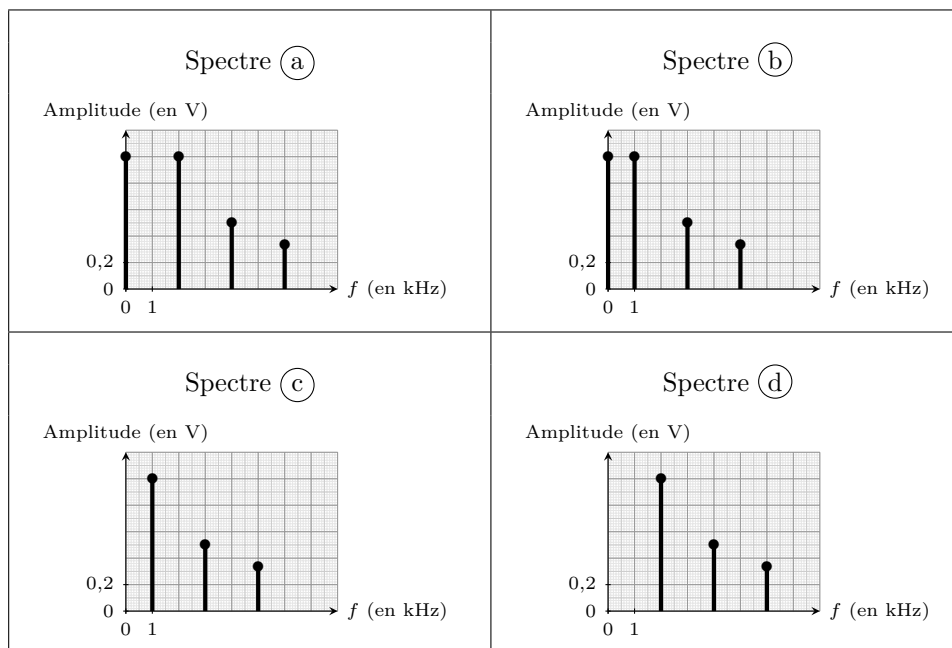 Spectre a
Amplitude (en V)
0,2
0
f (en kHz)
0 1
Spectre b
Amplitude (en V)
0,2
0
f (en kHz)
0 1
Spectre c
Amplitude (en V)
0,2
0
f (en kHz)
0 1
Spectre d
Amplitude (en V)
0,2
0
f (en kHz)
0 1